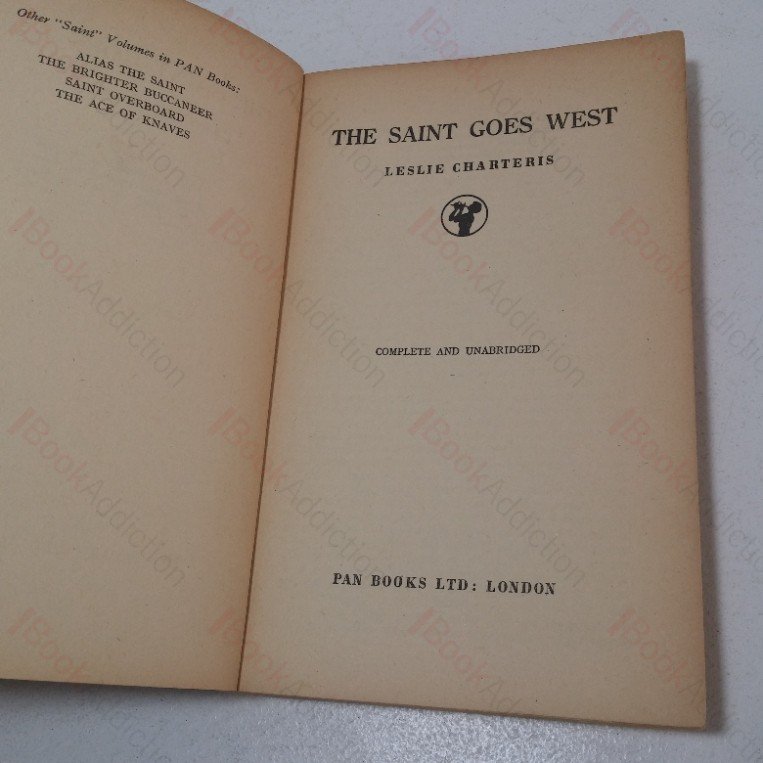 Other "Saint" Volumes in PAN Books:
ALIAS THE SAINT
THE BRIGHTER BUCCANEER
SAINT OVERBOARD
THE ACE OF KNAVES
THE SAINT GOES WEST
LESLIE CHARTERIS
COMPLETE AND UNABRIDGED
PAN BOOKS LTD: LONDON
iBookAddiction